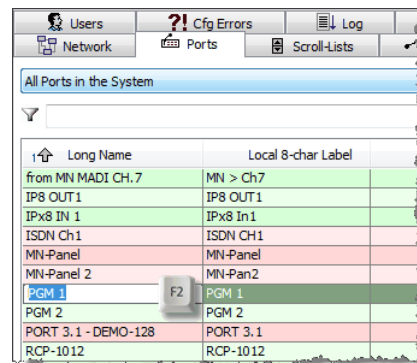 Users ?! Cfg Errors Log
Network Ports Scroll-Lists
All Ports in the System
1 Long Name Local 8-char Label
from MN MADI CH.7 MN > Ch7
IP8 OUT1 IP8 OUT1
IPx8 IN 1 IPx8 In1
ISDN Ch1 ISDN CH1
MN-Panel MN-Panel
MN-Panel 2 MN-Pan2
PGM 1 F2 PGM 1
PGM 2 PGM 2
PORT 3.1 - DEMO-128 PORT 3.1
RCP-1012 RCP-1012